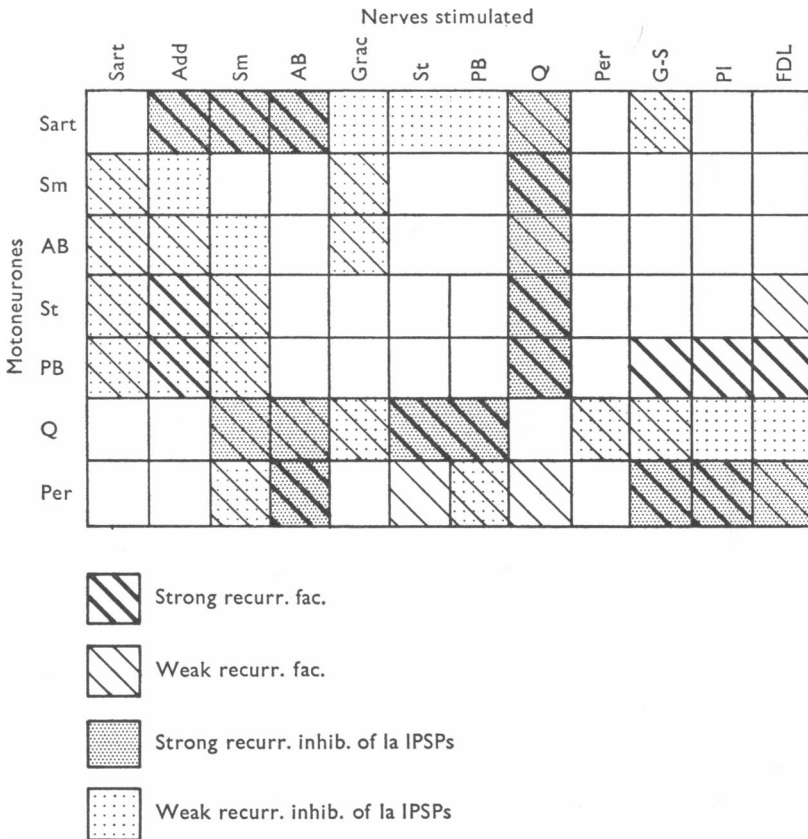 Nerves stimulated
Sart Add Sm AB Grac St PB Q Per G-S Pl FDL
Motoneurones
Sart
Sm
AB
St
PB
Q
Per
Strong recurr. fac.
Weak recurr. fac.
Strong recurr. inhib. of Ia IPSPs
Weak recurr. inhib. of Ia IPSPs